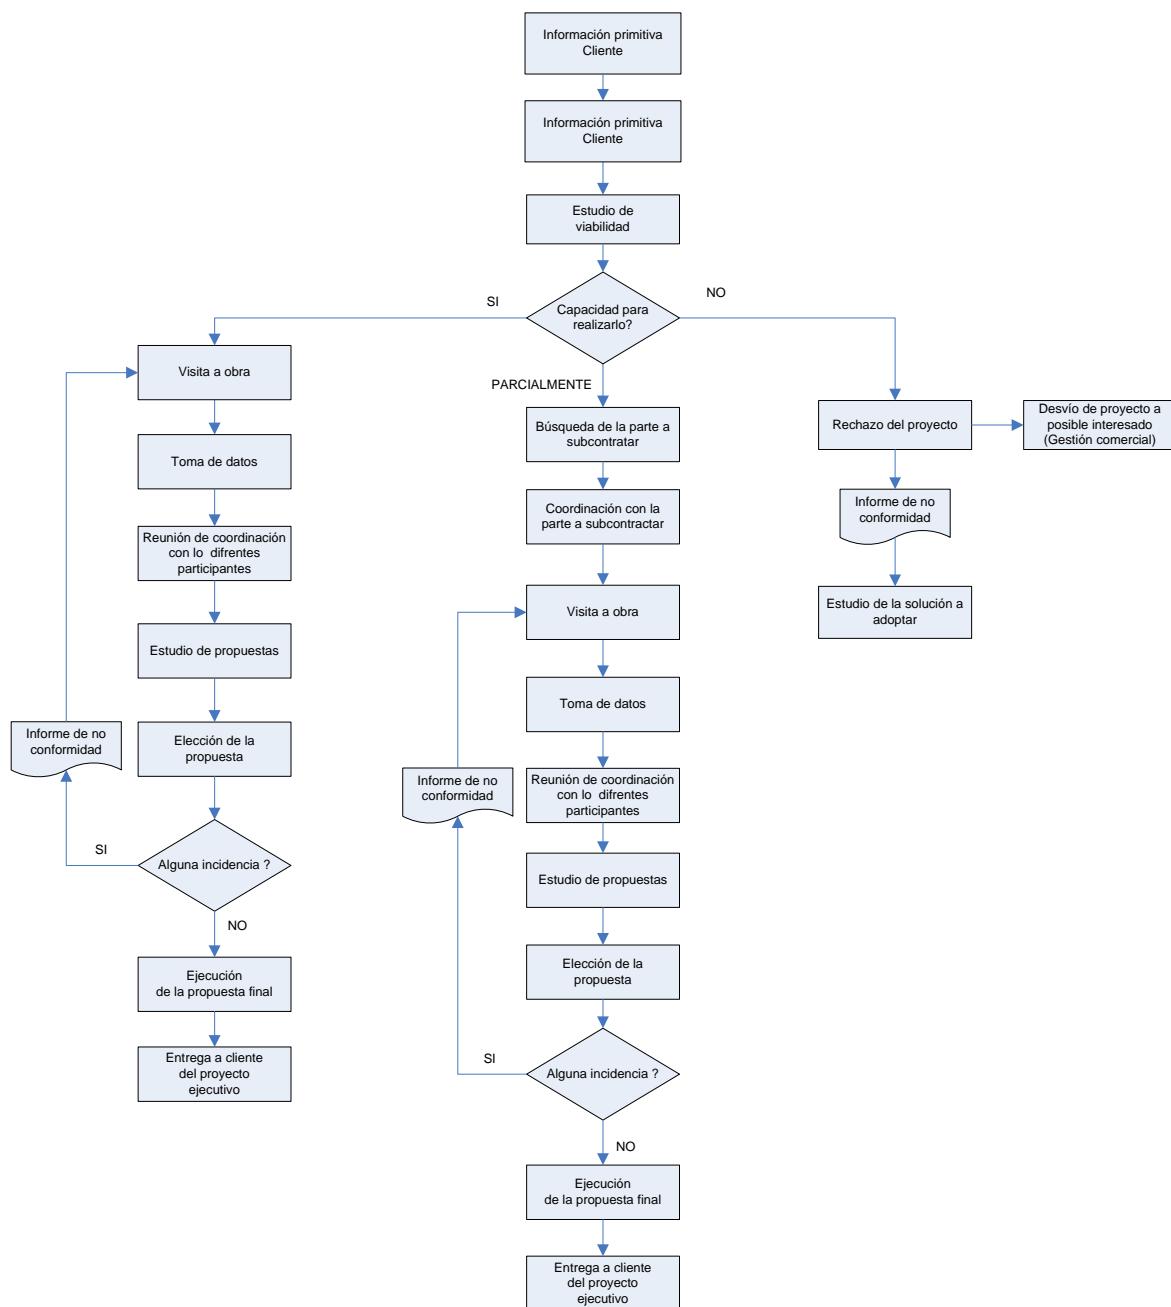 Información primitiva
Cliente
Información primitiva
Cliente
Estudio de
viabilidad
Capacidad para
realizarlo?
SI
NO
PARCIALMENTE
Visita a obra
Toma de datos
Reunión de coordinación
con lo difrentes
participantes
Estudio de propuestas
Elección de la
propuesta
Informe de no
conformidad
Alguna incidencia ?
SI
NO
Ejecución
de la propuesta final
Entrega a cliente
del proyecto
ejecutivo
Búsqueda de la parte a
subcontratar
Coordinación con la
parte a subcontractar
Visita a obra
Toma de datos
Reunión de coordinación
con lo difrentes
participantes
Estudio de propuestas
Elección de la
propuesta
Informe de no
conformidad
Alguna incidencia ?
SI
NO
Ejecución
de la propuesta final
Entrega a cliente
del proyecto
ejecutivo
Rechazo del proyecto
Desvío de proyecto a
posible interesado
(Gestión comercial)
Informe de no
conformidad
Estudio de la solución a
adoptar